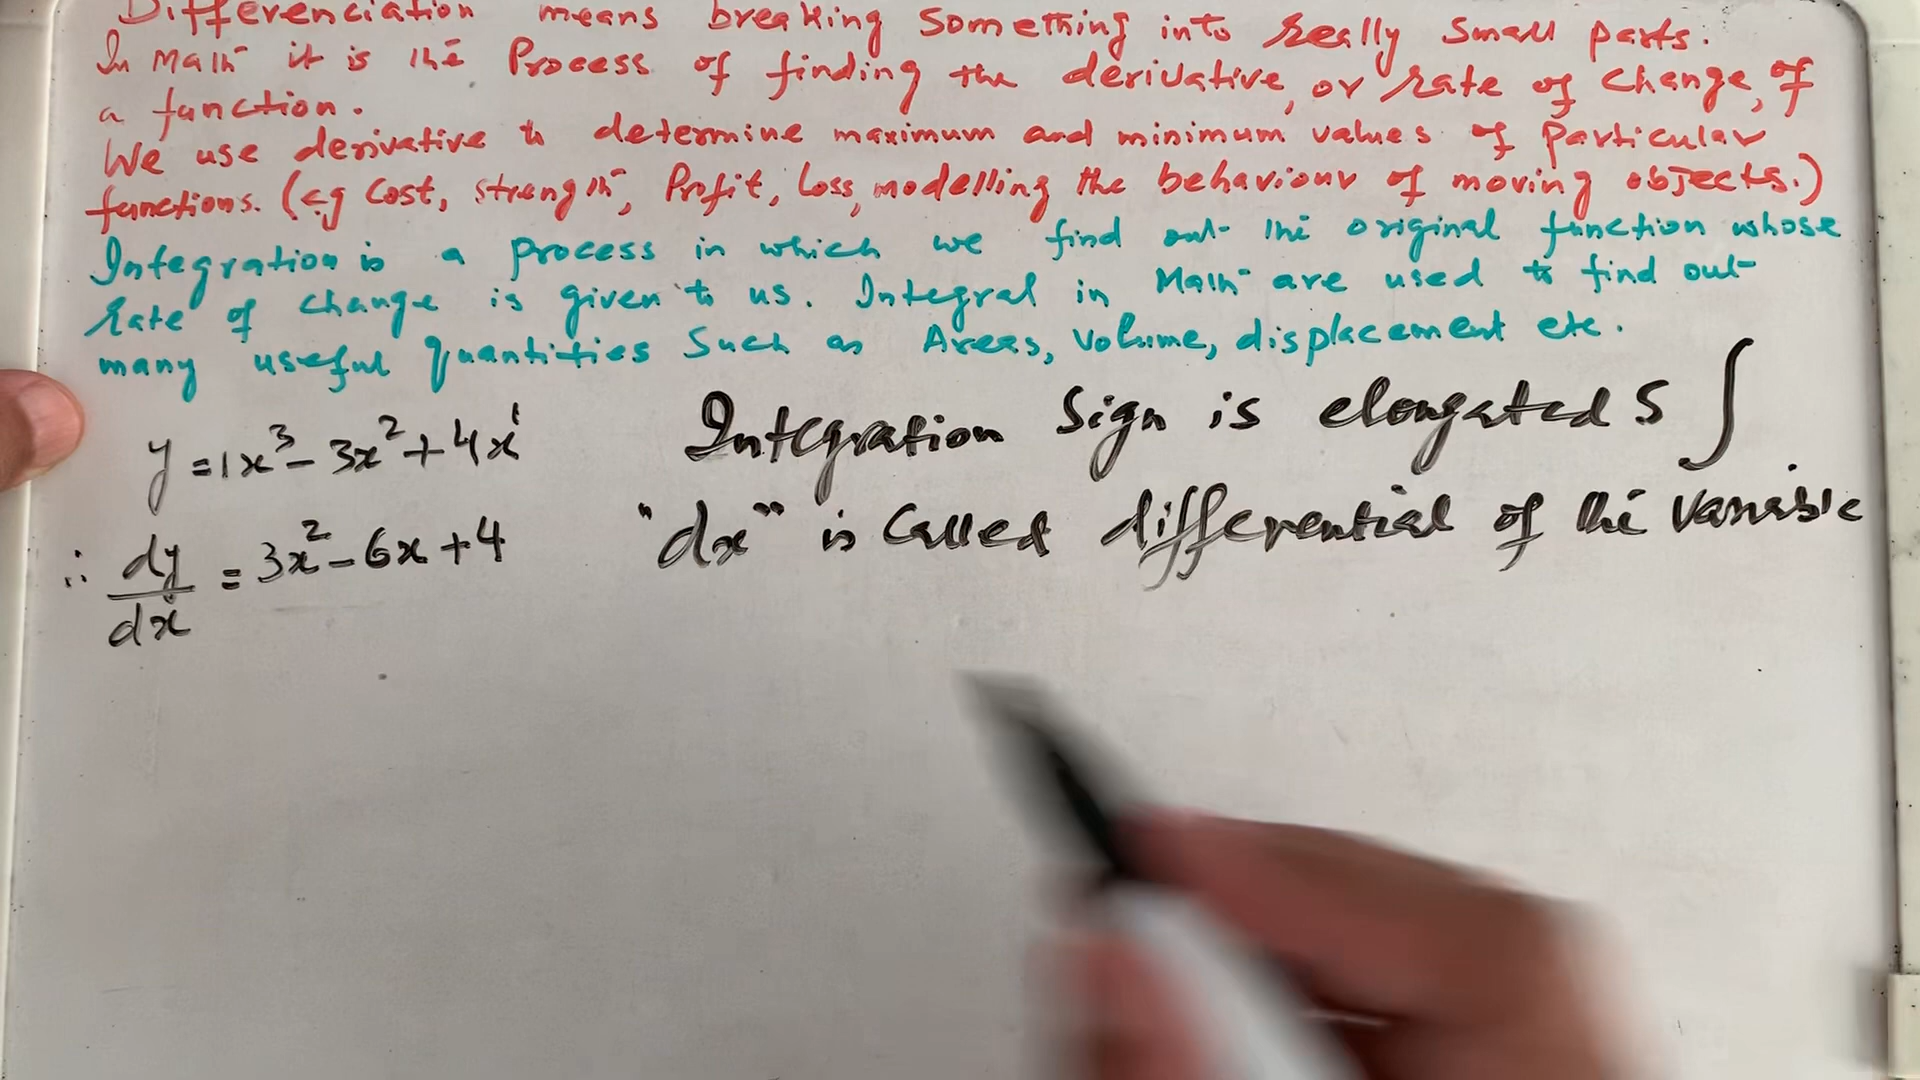 Differenciation means breaking something into really small parts.
In Math it is the Process of finding the derivative, or rate of change, of
a function.
We use derivative to determine maximum and minimum values of particular
functions. (eg Cost, strength, Profit, Loss, modelling the behaviour of moving objects.)
Integration is a process in which we find out the original function whose
rate of change is given to us. Integral in Math are used to find out
many useful quantities such as Areas, Volume, displacement etc.
y = 1x³ - 3x² + 4x¹
Integration Sign is elongated S ∫
∴ dy/dx = 3x² - 6x + 4
"dx" is called differential of the variable